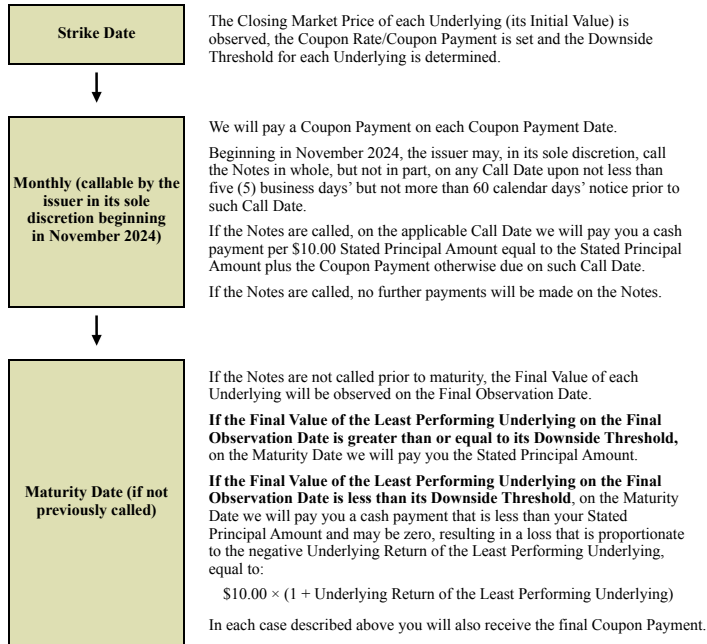 Strike Date
The Closing Market Price of each Underlying (its Initial Value) is
observed, the Coupon Rate/Coupon Payment is set and the Downside
Threshold for each Underlying is determined.
Monthly (callable by the
issuer in its sole
discretion beginning
in November 2024)
We will pay a Coupon Payment on each Coupon Payment Date.
Beginning in November 2024, the issuer may, in its sole discretion, call
the Notes in whole, but not in part, on any Call Date upon not less than
five (5) business days’ but not more than 60 calendar days’ notice prior to
such Call Date.
If the Notes are called, on the applicable Call Date we will pay you a cash
payment per $10.00 Stated Principal Amount equal to the Stated Principal
Amount plus the Coupon Payment otherwise due on such Call Date.
If the Notes are called, no further payments will be made on the Notes.
Maturity Date (if not
previously called)
If the Notes are not called prior to maturity, the Final Value of each
Underlying will be observed on the Final Observation Date.
If the Final Value of the Least Performing Underlying on the Final
Observation Date is greater than or equal to its Downside Threshold,
on the Maturity Date we will pay you the Stated Principal Amount.
If the Final Value of the Least Performing Underlying on the Final
Observation Date is less than its Downside Threshold, on the Maturity
Date we will pay you a cash payment that is less than your Stated
Principal Amount and may be zero, resulting in a loss that is proportionate
to the negative Underlying Return of the Least Performing Underlying,
equal to:
$10.00 × (1 + Underlying Return of the Least Performing Underlying)
In each case described above you will also receive the final Coupon Payment.